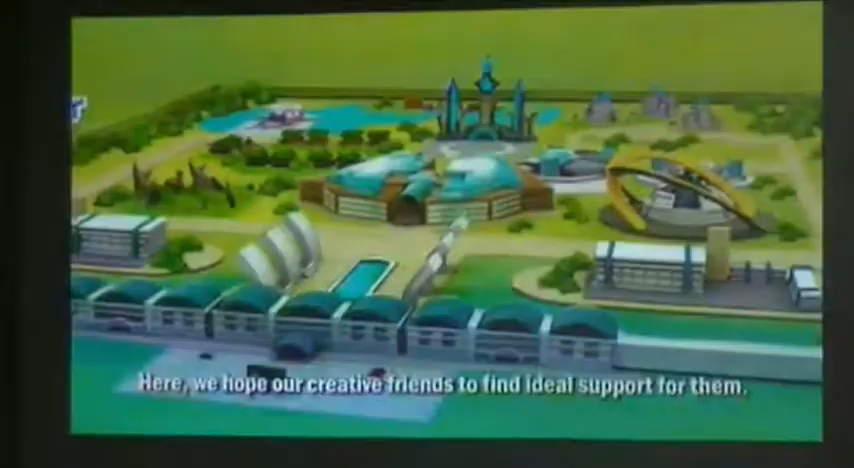 Here, we hope our creative friends to find ideal support for them.